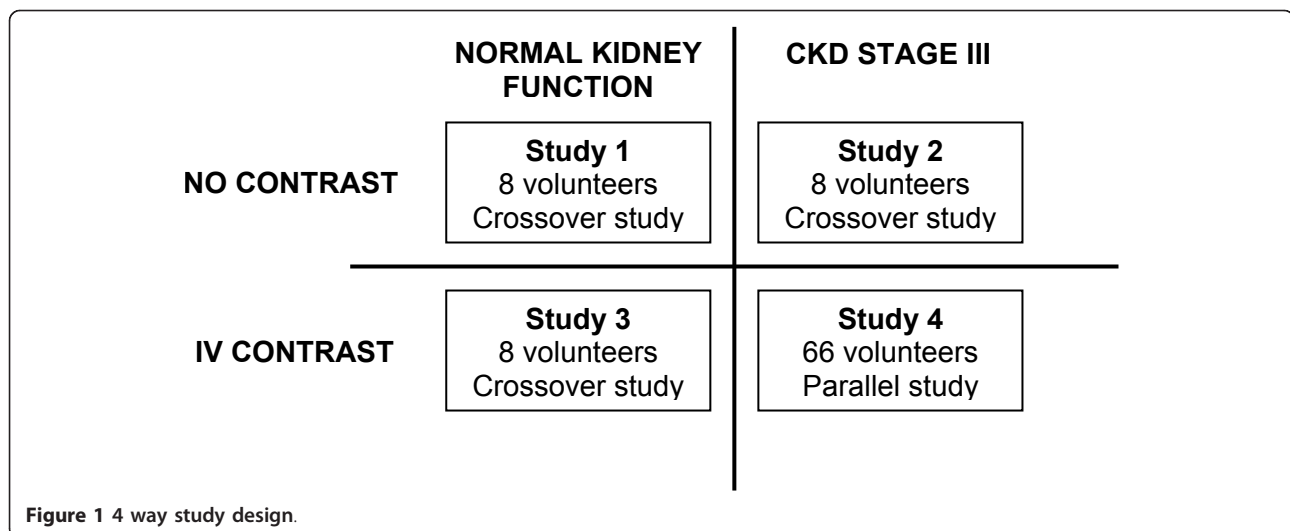 NORMAL KIDNEY
FUNCTION
CKD STAGE III
NO CONTRAST
Study 1
8 volunteers
Crossover study
Study 2
8 volunteers
Crossover study
IV CONTRAST
Study 3
8 volunteers
Crossover study
Study 4
66 volunteers
Parallel study
Figure 1 4 way study design.